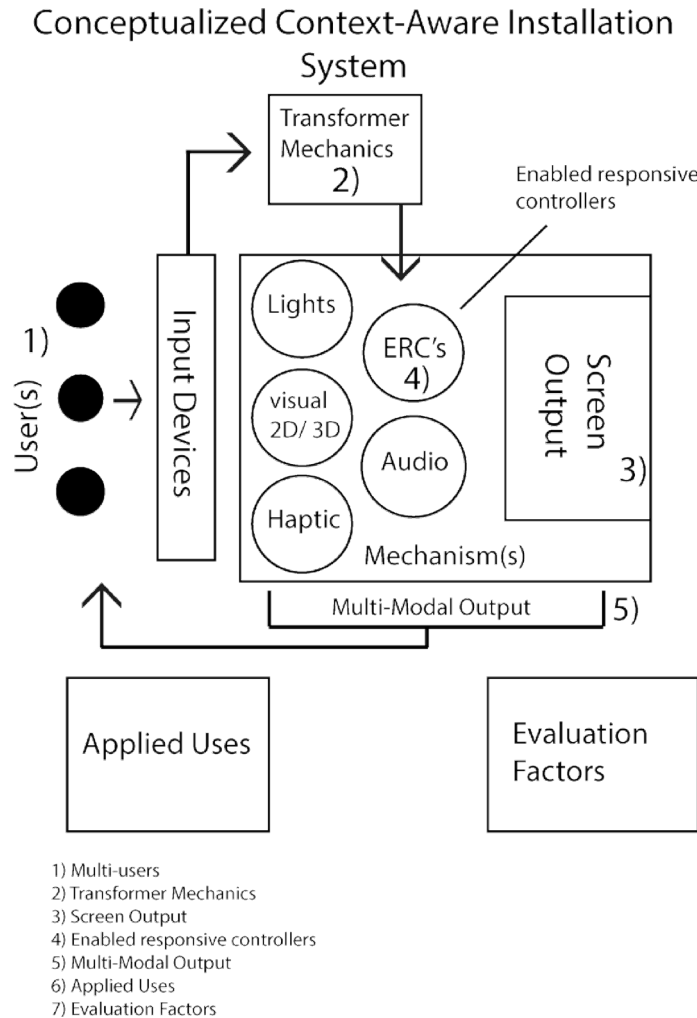 Conceptualized Context-Aware Installation
System
Transformer
Mechanics
2)
Enabled responsive
controllers
1)
User(s)
Input Devices
Lights
visual
2D/ 3D
Haptic
ERC's
4)
Audio
Screen
Output
3)
Mechanism(s)
Multi-Modal Output
5)
Applied Uses
Evaluation
Factors
1) Multi-users
2) Transformer Mechanics
3) Screen Output
4) Enabled responsive controllers
5) Multi-Modal Output
6) Applied Uses
7) Evaluation Factors